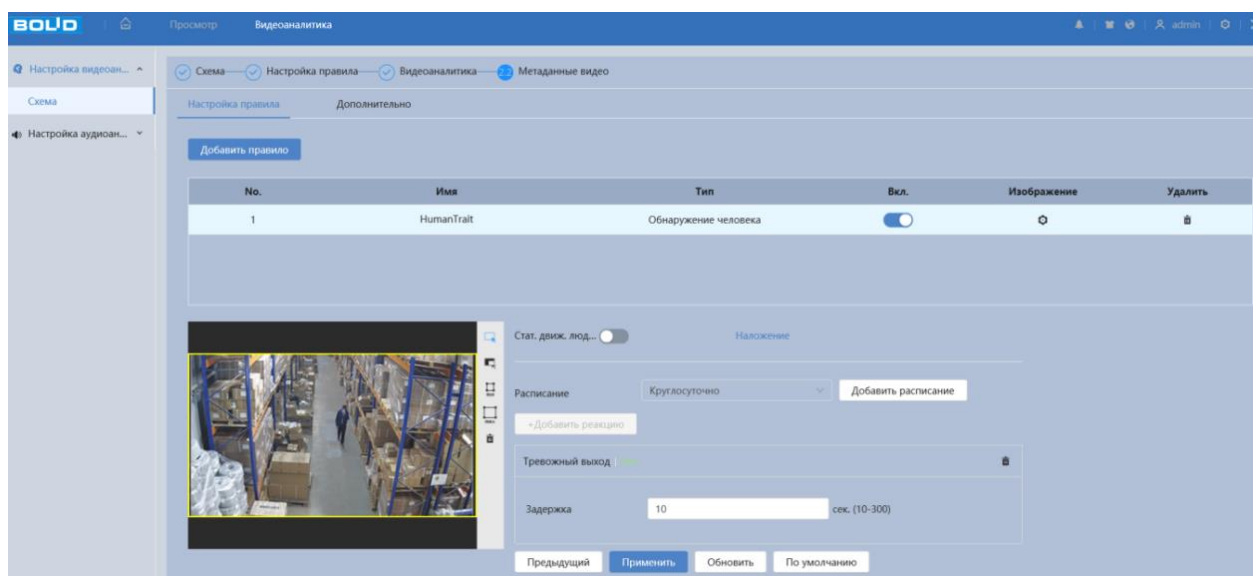 BOLID Просмотр Видеоаналитика admin
Настройка видеоан...
Схема
Настройка аудиоан...
Схема Настройка правила Видеоаналитика 2.2 Метаданные видео
Настройка правила Дополнительно
Добавить правило
No. Имя Тип Вкл. Изображение Удалить
1 HumanTrait Обнаружение человека
Стат. движ. люд... Наложение
Расписание Круглосуточно Добавить расписание
+Добавить реакцию
Тревожный выход
Задержка 10 сек. (10-300)
Предыдущий Применить Обновить По умолчанию